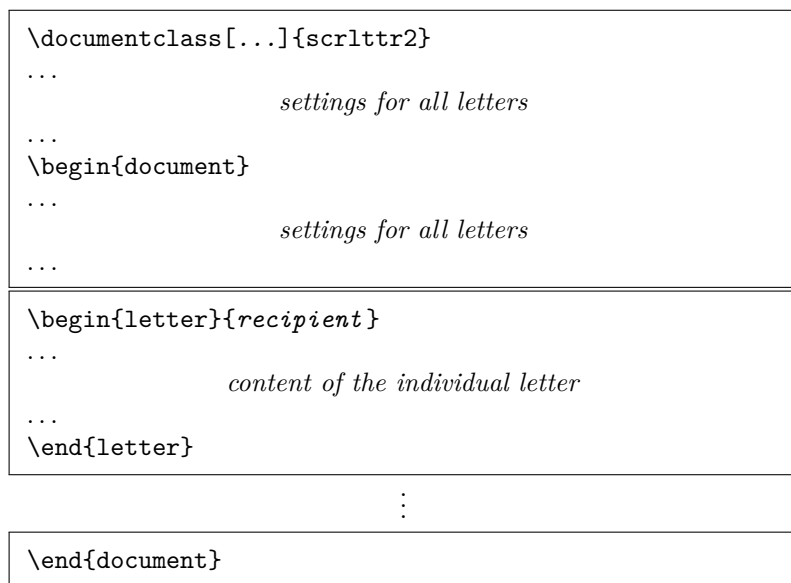 \documentclass[...]{scrlttr2}
...
settings for all letters
...
\begin{document}
...
settings for all letters
...
\begin{letter}{recipient}
...
content of the individual letter
...
\end{letter}
⋮
\end{document}